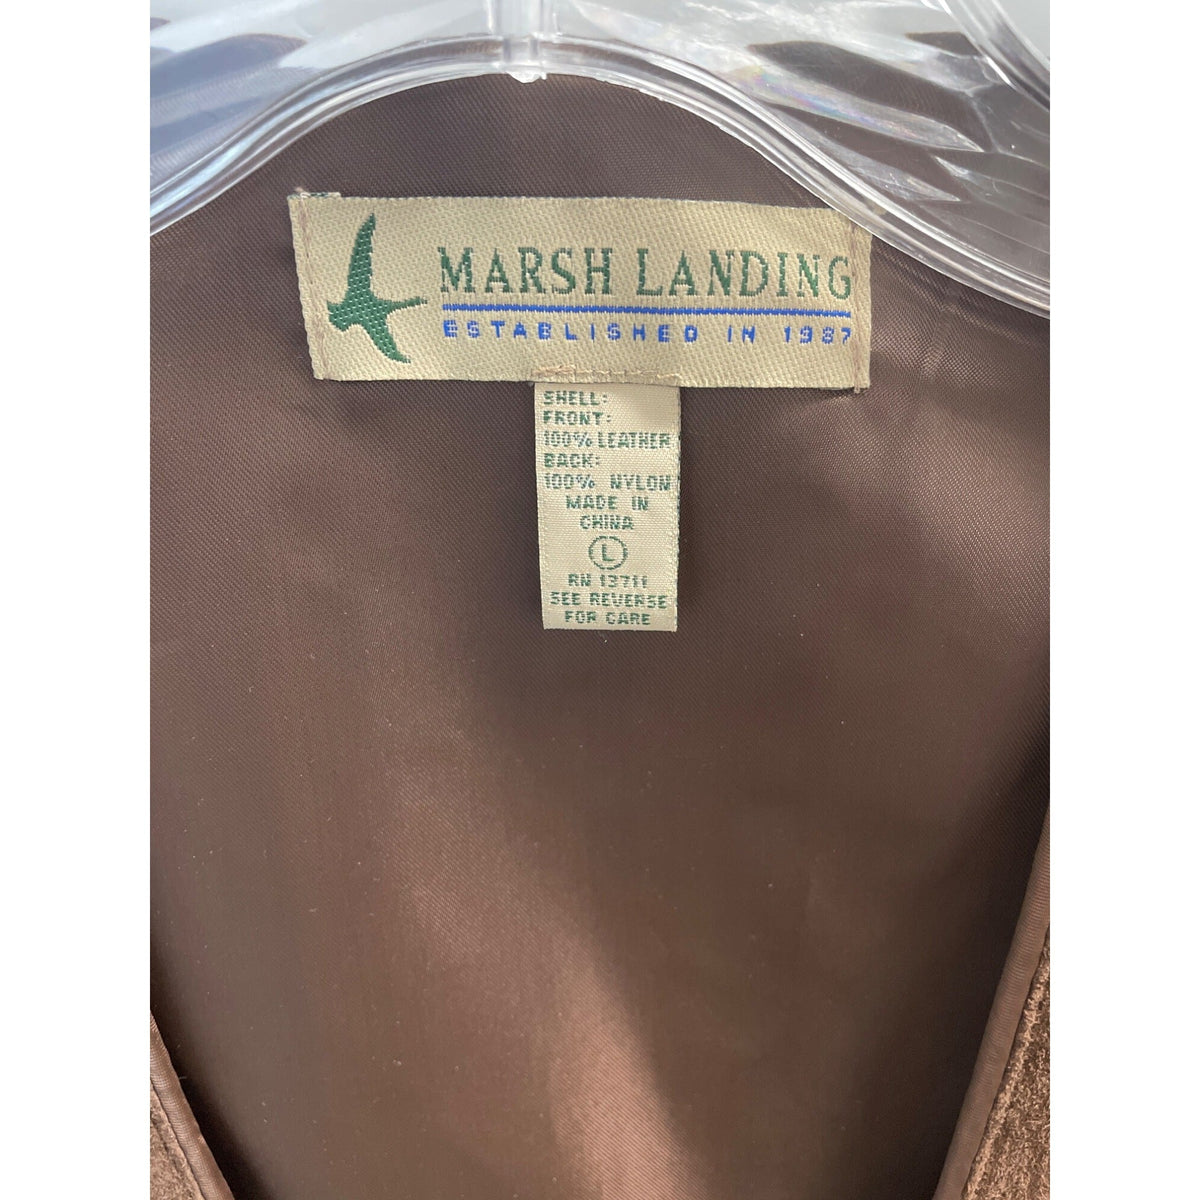 MARSH LANDING
ESTABLISHED IN 1987
SHELL:
FRONT:
100% LEATHER
BACK:
100% NYLON
MADE IN
CHINA
L
RN 13711
SEE REVERSE
FOR CARE